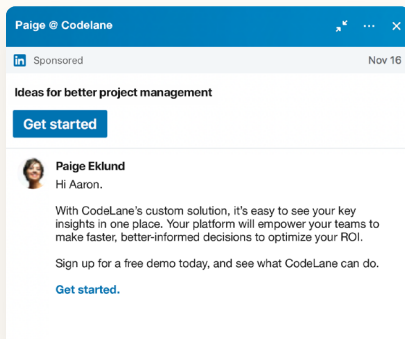 Paige @ Codelane
in Sponsored
Nov 16
Ideas for better project management
Get started
Paige Eklund
Hi Aaron.
With CodeLane's custom solution, it's easy to see your key
insights in one place. Your platform will empower your teams to
make faster, better-informed decisions to optimize your ROI.
Sign up for a free demo today, and see what CodeLane can do.
Get started.